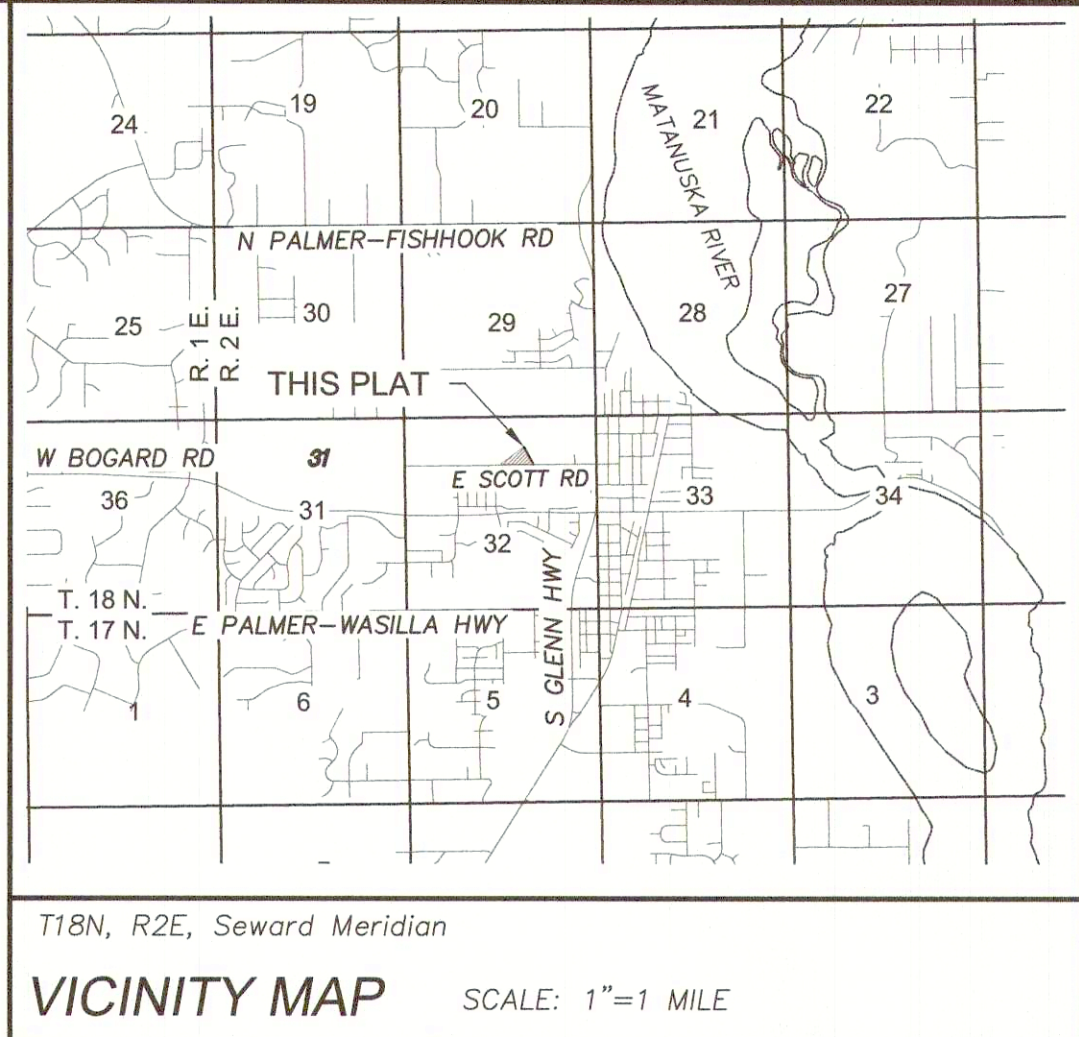 19
20
21
22
24
MATANUSKA RIVER
N PALMER-FISHHOOK RD
25
R. 1 E.
R. 2 E.
30
29
28
27
THIS PLAT
W BOGARD RD
31
E SCOTT RD
36
31
32
33
34
S GLENN HWY
T. 18 N.
T. 17 N.
E PALMER-WASILLA HWY
1
6
5
4
3
T18N, R2E, Seward Meridian
VICINITY MAP
SCALE: 1"=1 MILE